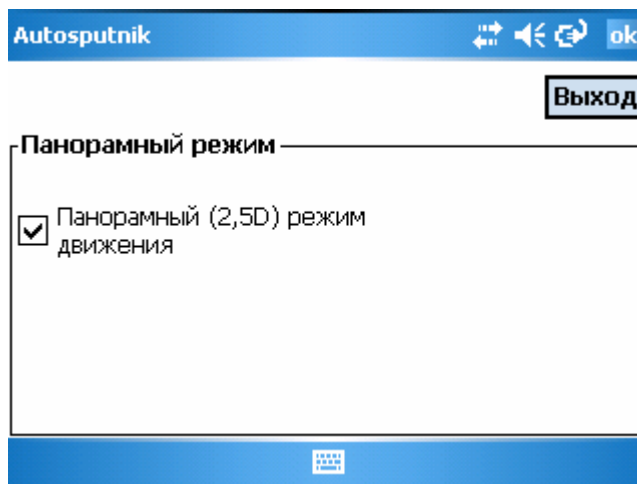 Autosputnik
ok
Выход
Панорамный режим
Панорамный (2,5D) режим
движения